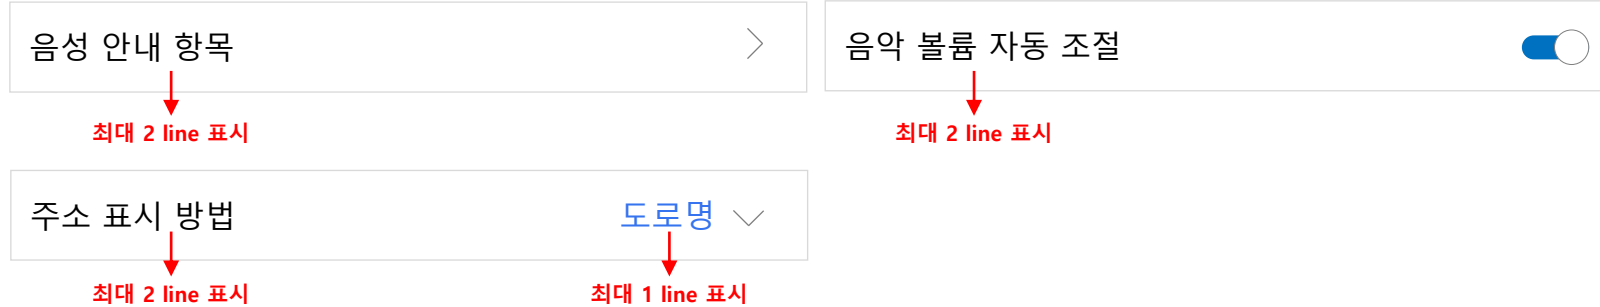 음성 안내 항목
최대 2 line 표시
음악 볼륨 자동 조절
최대 2 line 표시
주소 표시 방법
도로명
최대 2 line 표시
최대 1 line 표시